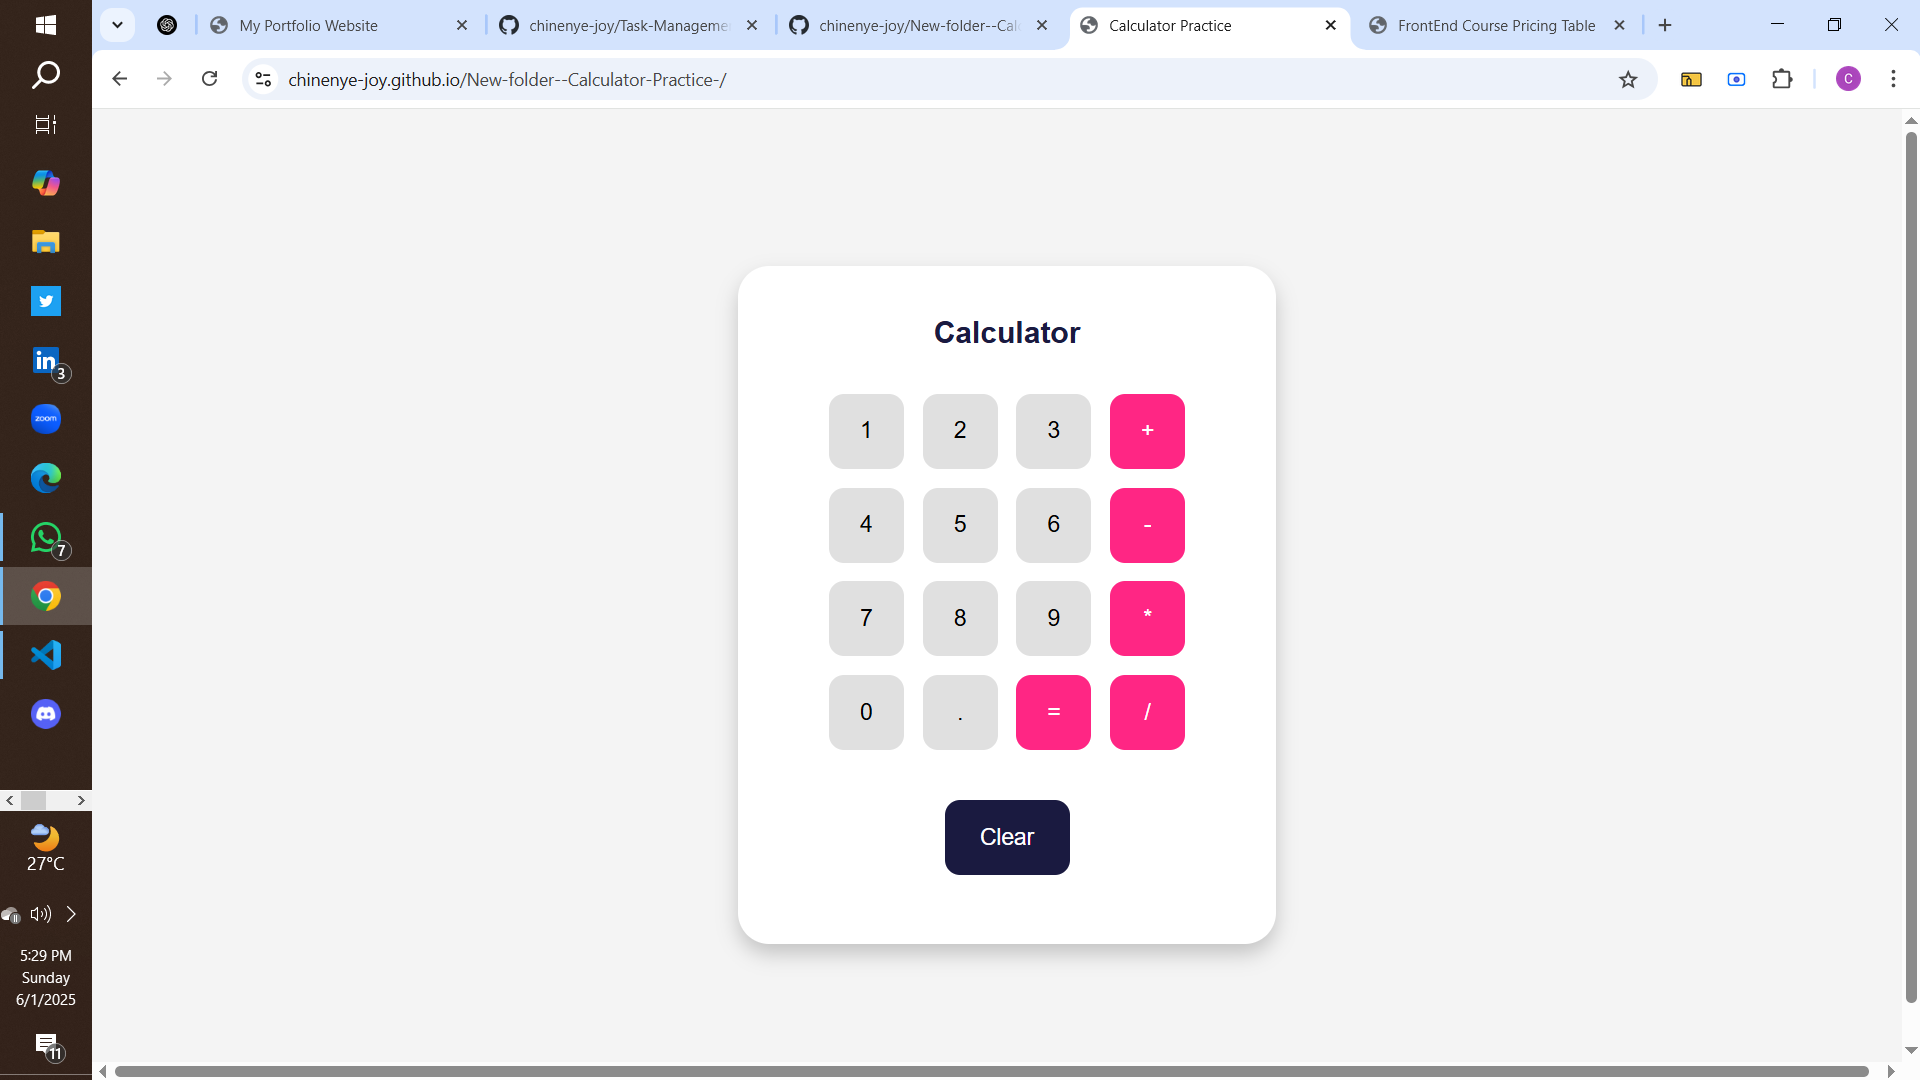 My Portfolio Website
chinenye-joy/Task-Manageme
chinenye-joy/New-folder--Cal
Calculator Practice
FrontEnd Course Pricing Table
chinenye-joy.github.io/New-folder--Calculator-Practice-/
C
in
3
zoom
7
27°C
5:29 PM
Sunday
6/1/2025
11
Calculator
1 2 3 +
4 5 6 -
7 8 9 *
0 . = /
Clear